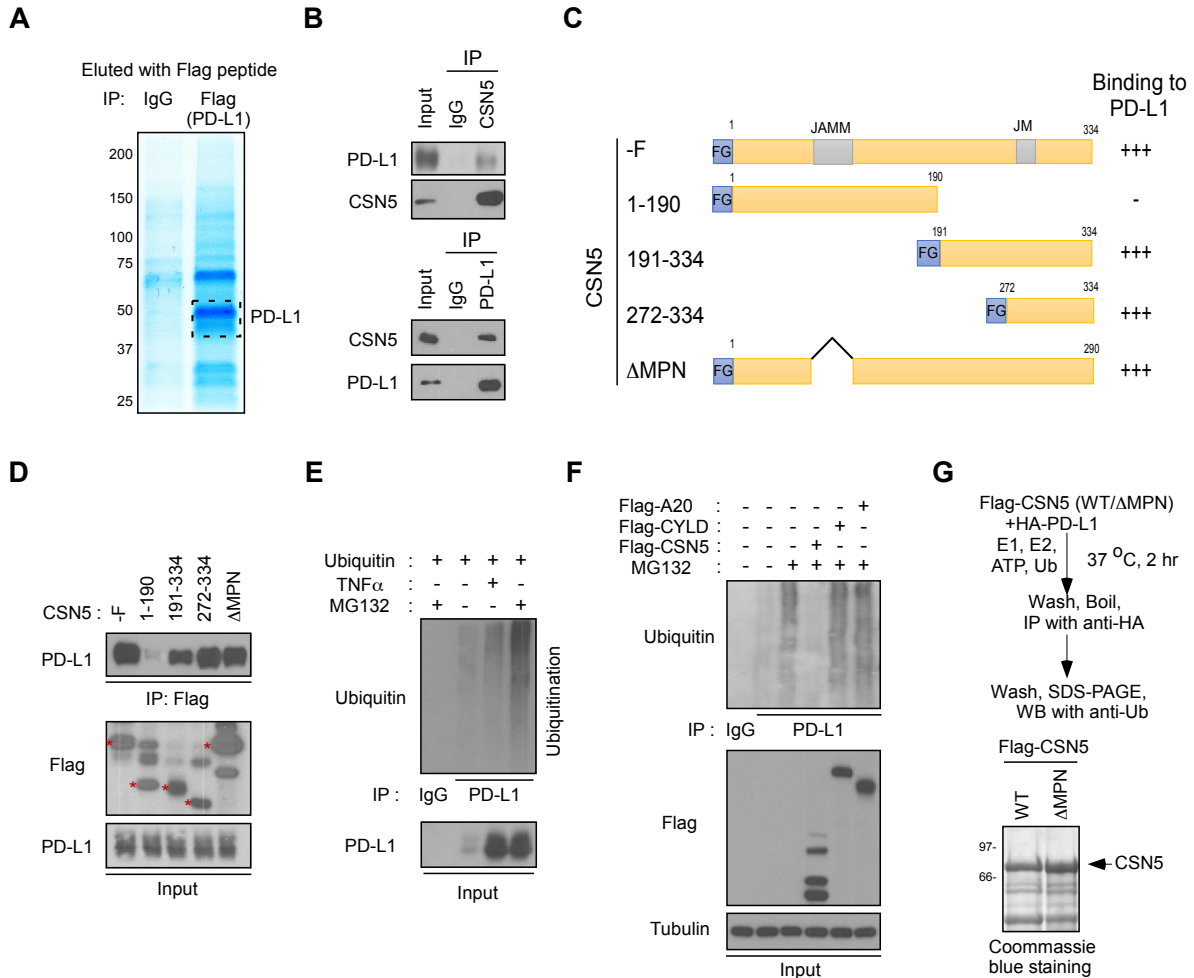 A
Eluted with Flag peptide
IP: IgG Flag
(PD-L1)
200
150
100
75
50
37
25
PD-L1
B
IP
Input IgG CSN5
PD-L1
CSN5
IP
Input IgG PD-L1
CSN5
PD-L1
C
Binding to
PD-L1
CSN5
1 JAMM JM 334
-F FG +++
1 190
1-190 FG -
191 334
191-334 FG +++
272 334
272-334 FG +++
1 290
ΔMPN FG +++
D
CSN5 : -F 1-190 191-334 272-334 ΔMPN
PD-L1
IP: Flag
Flag
* * * * *
PD-L1
Input
E
Ubiquitin : + + + +
TNFα : - - + -
MG132 : + - - +
Ubiquitin
Ubiquitination
IP : IgG PD-L1
PD-L1
Input
F
Flag-A20 : - - - - - +
Flag-CYLD : - - - - + -
Flag-CSN5 : - - - + - -
MG132 : - - + + + +
Ubiquitin
IP : IgG PD-L1
Flag
Tubulin
Input
G
Flag-CSN5 (WT/ΔMPN)
+HA-PD-L1
E1, E2,
ATP, Ub
37 °C, 2 hr
Wash, Boil,
IP with anti-HA
Wash, SDS-PAGE,
WB with anti-Ub
Flag-CSN5
WT ΔMPN
97-
66-
CSN5
Coommassie
blue staining